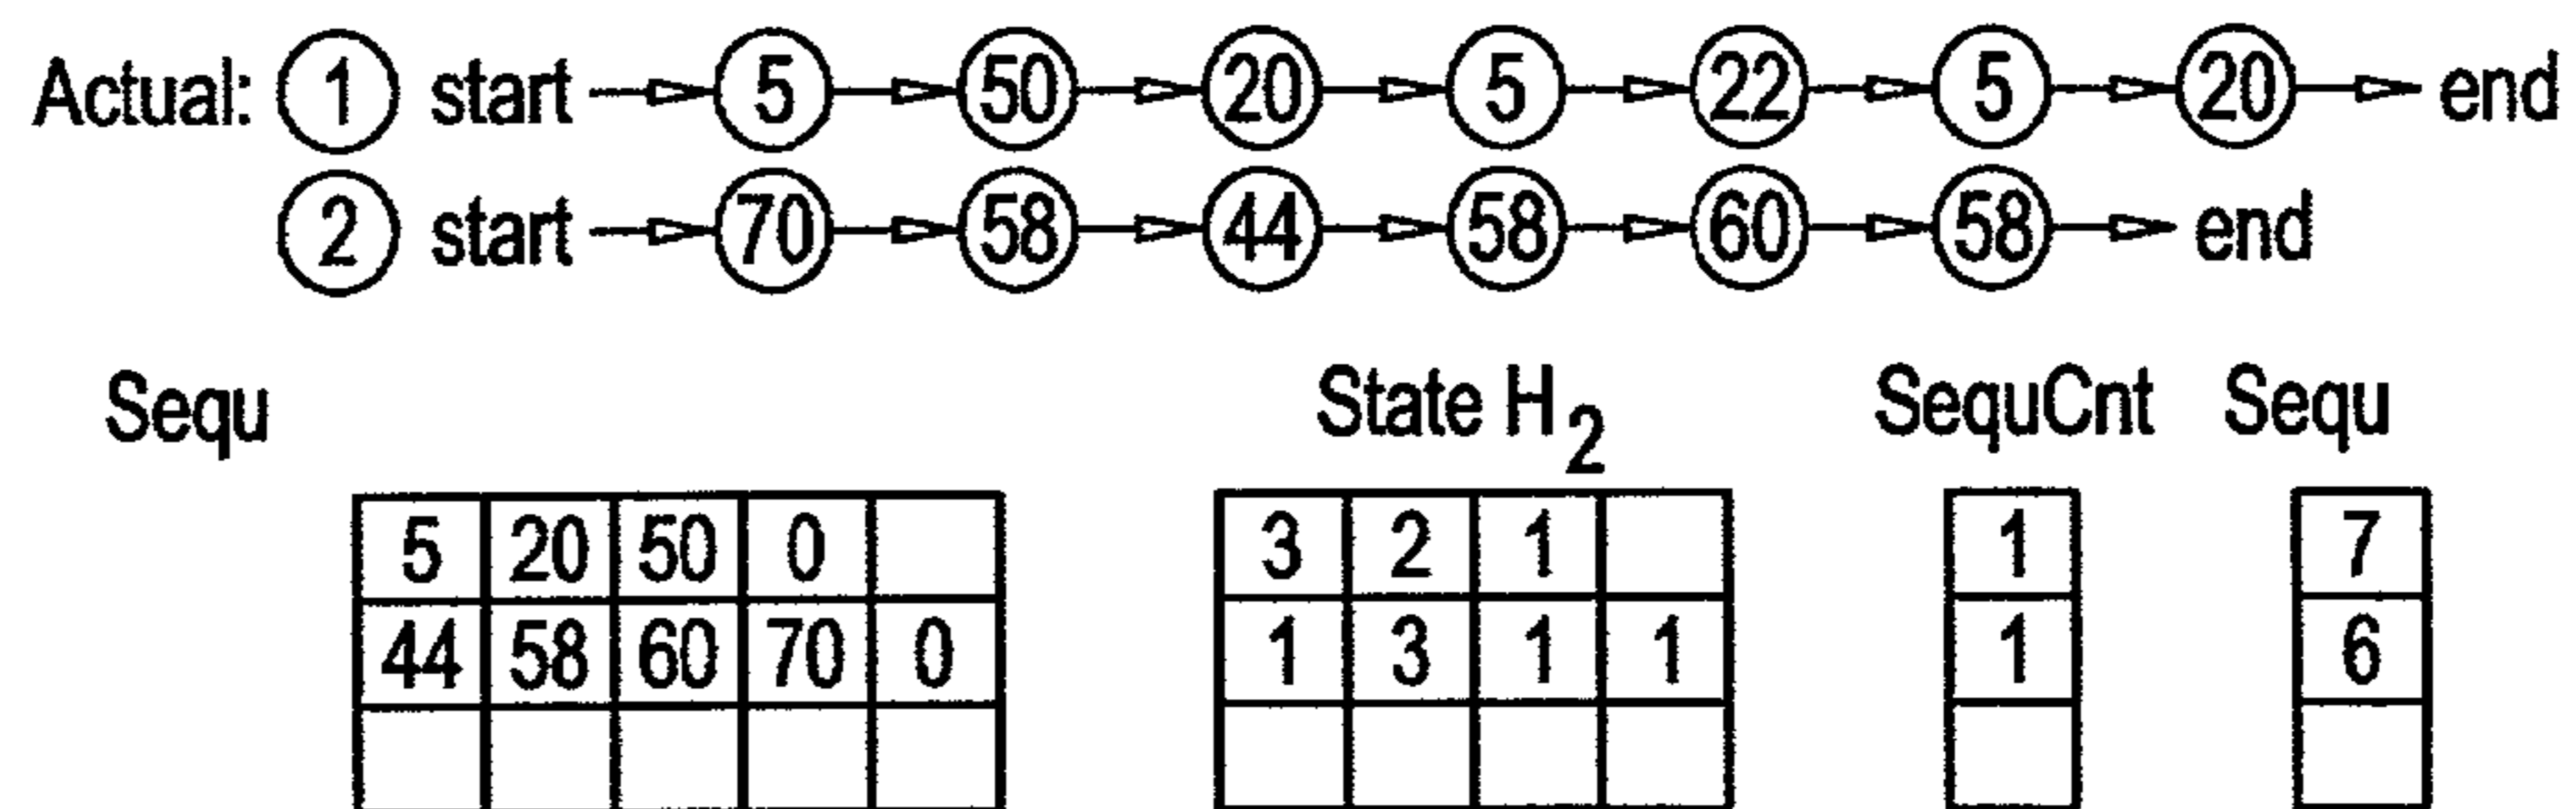 Actual: 1 start 5 50 20 5 22 5 20 end
2 start 70 58 44 58 60 58 end
Sequ State H2 SequCnt Sequ
5 20 50 0 3 2 1 1 7
44 58 60 70 0 1 3 1 1 1 6